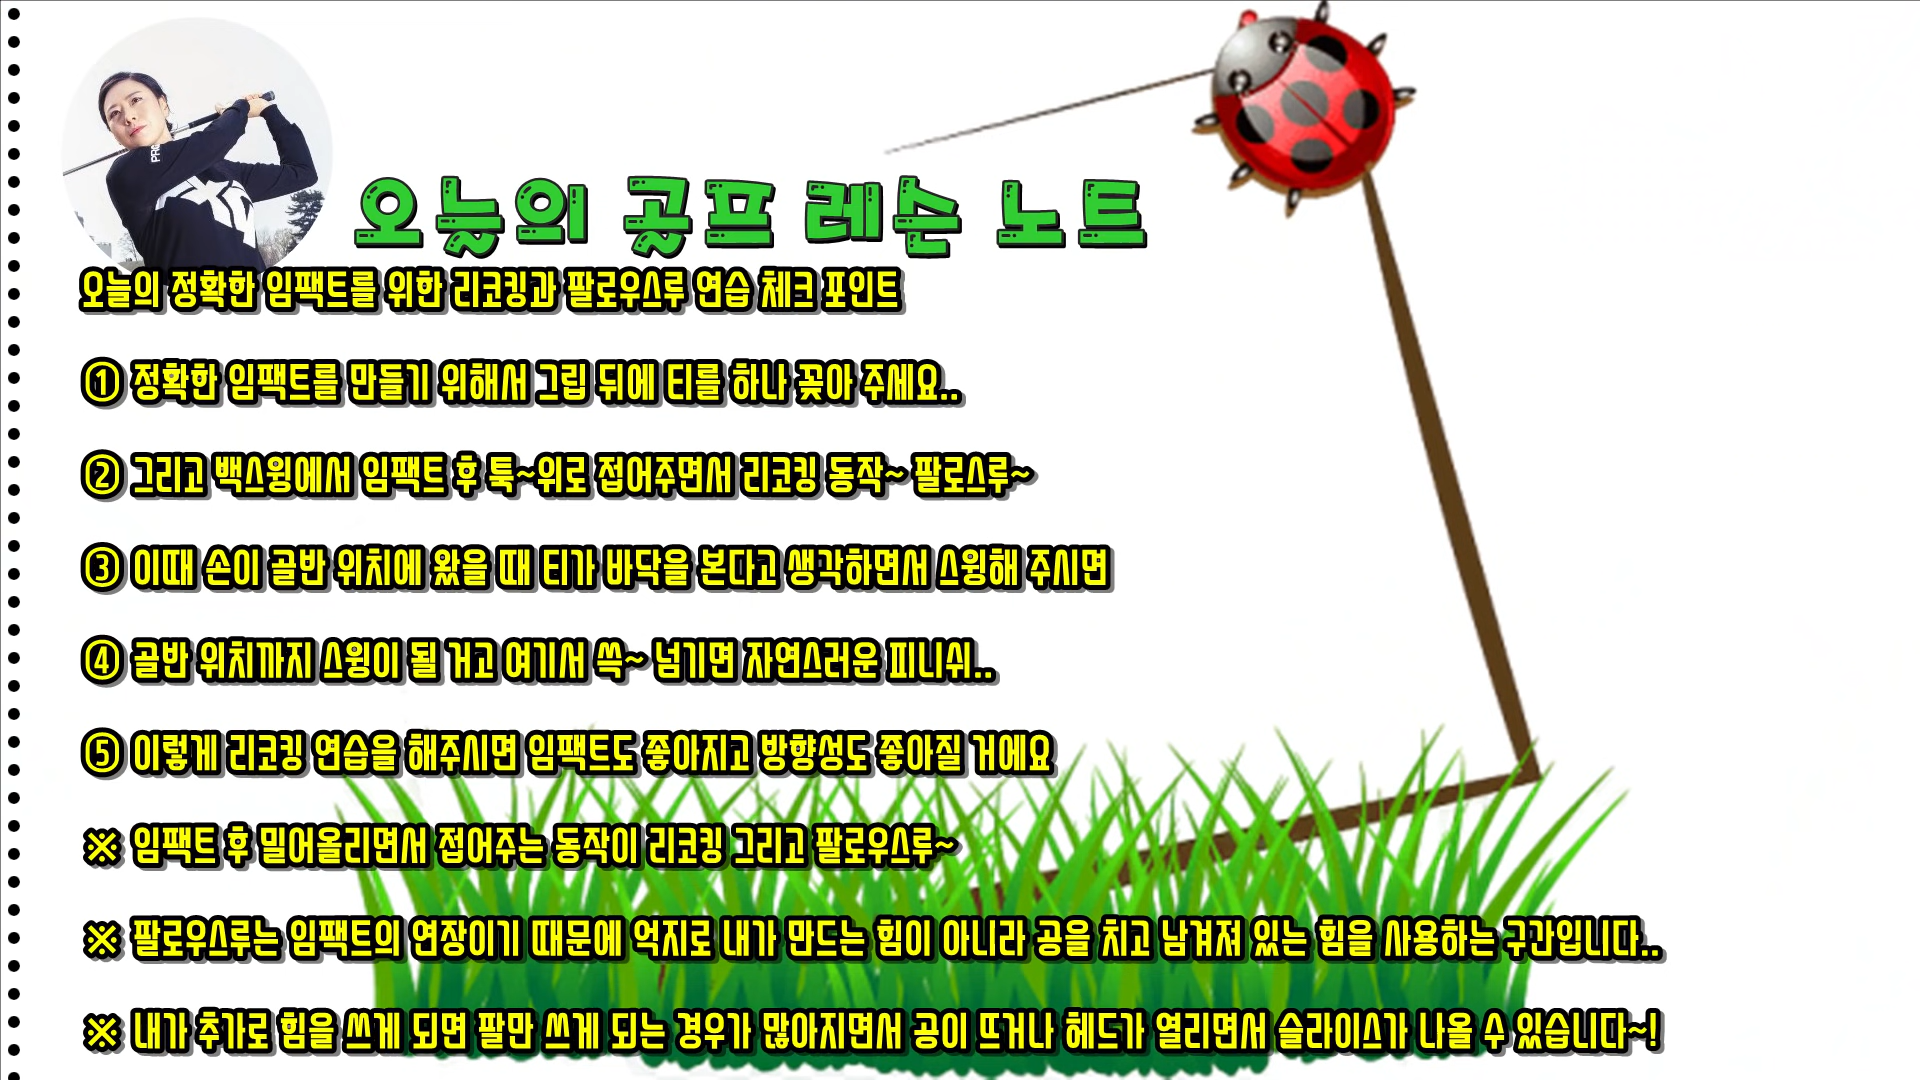 오늘의 골프 레슨 노트
오늘의 정확한 임팩트를 위한 리코킹과 팔로우스루 연습 체크 포인트
① 정확한 임팩트를 만들기 위해서 그립 뒤에 티를 하나 꽂아 주세요..
② 그리고 백스윙에서 임팩트 후 툭~위로 접어주면서 리코킹 동작~ 팔로스루~
③ 이때 손이 골반 위치에 왔을 때 티가 바닥을 본다고 생각하면서 스윙해 주시면
④ 골반 위치까지 스윙이 될 거고 여기서 쓱~ 넘기면 자연스러운 피니쉬..
⑤ 이렇게 리코킹 연습을 해주시면 임팩트도 좋아지고 방향성도 좋아질 거에요
※ 임팩트 후 밀어올리면서 접어주는 동작이 리코킹 그리고 팔로우스루~
※ 팔로우스루는 임팩트의 연장이기 때문에 억지로 내가 만드는 힘이 아니라 공을 치고 남겨져 있는 힘을 사용하는 구간입니다..
※ 내가 추가로 힘을 쓰게 되면 팔만 쓰게 되는 경우가 많아지면서 공이 뜨거나 헤드가 열리면서 슬라이스가 나올 수 있습니다~!